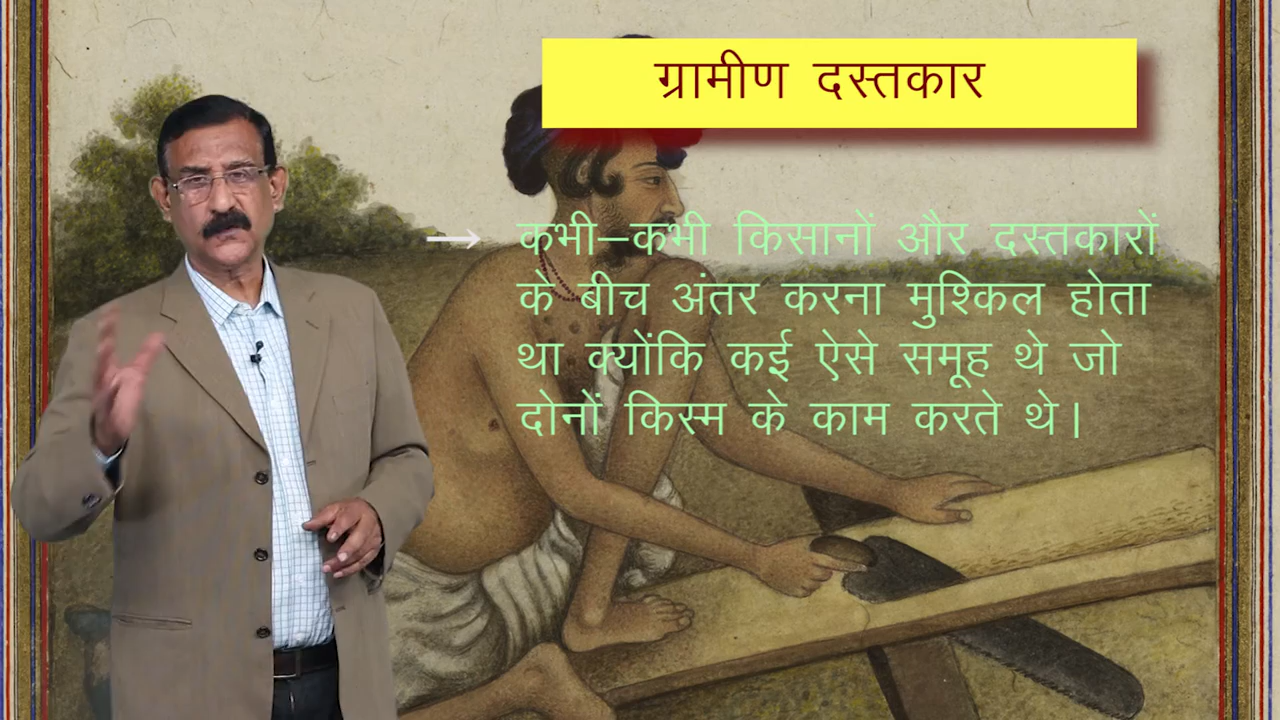 ग्रामीण दस्तकार
→ कभी–कभी किसानों और दस्तकारों
के बीच अंतर करना मुश्किल होता
था क्योंकि कई ऐसे समूह थे जो
दोनों किस्म के काम करते थे।